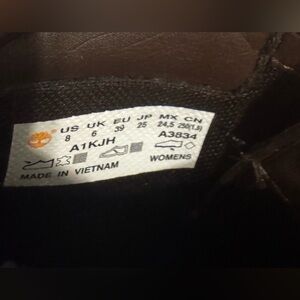 US UK EU JP MX CN
8 6 39 25 24,5 250(1,5)
A1KJH A3834
WOMENS
MADE IN VIETNAM